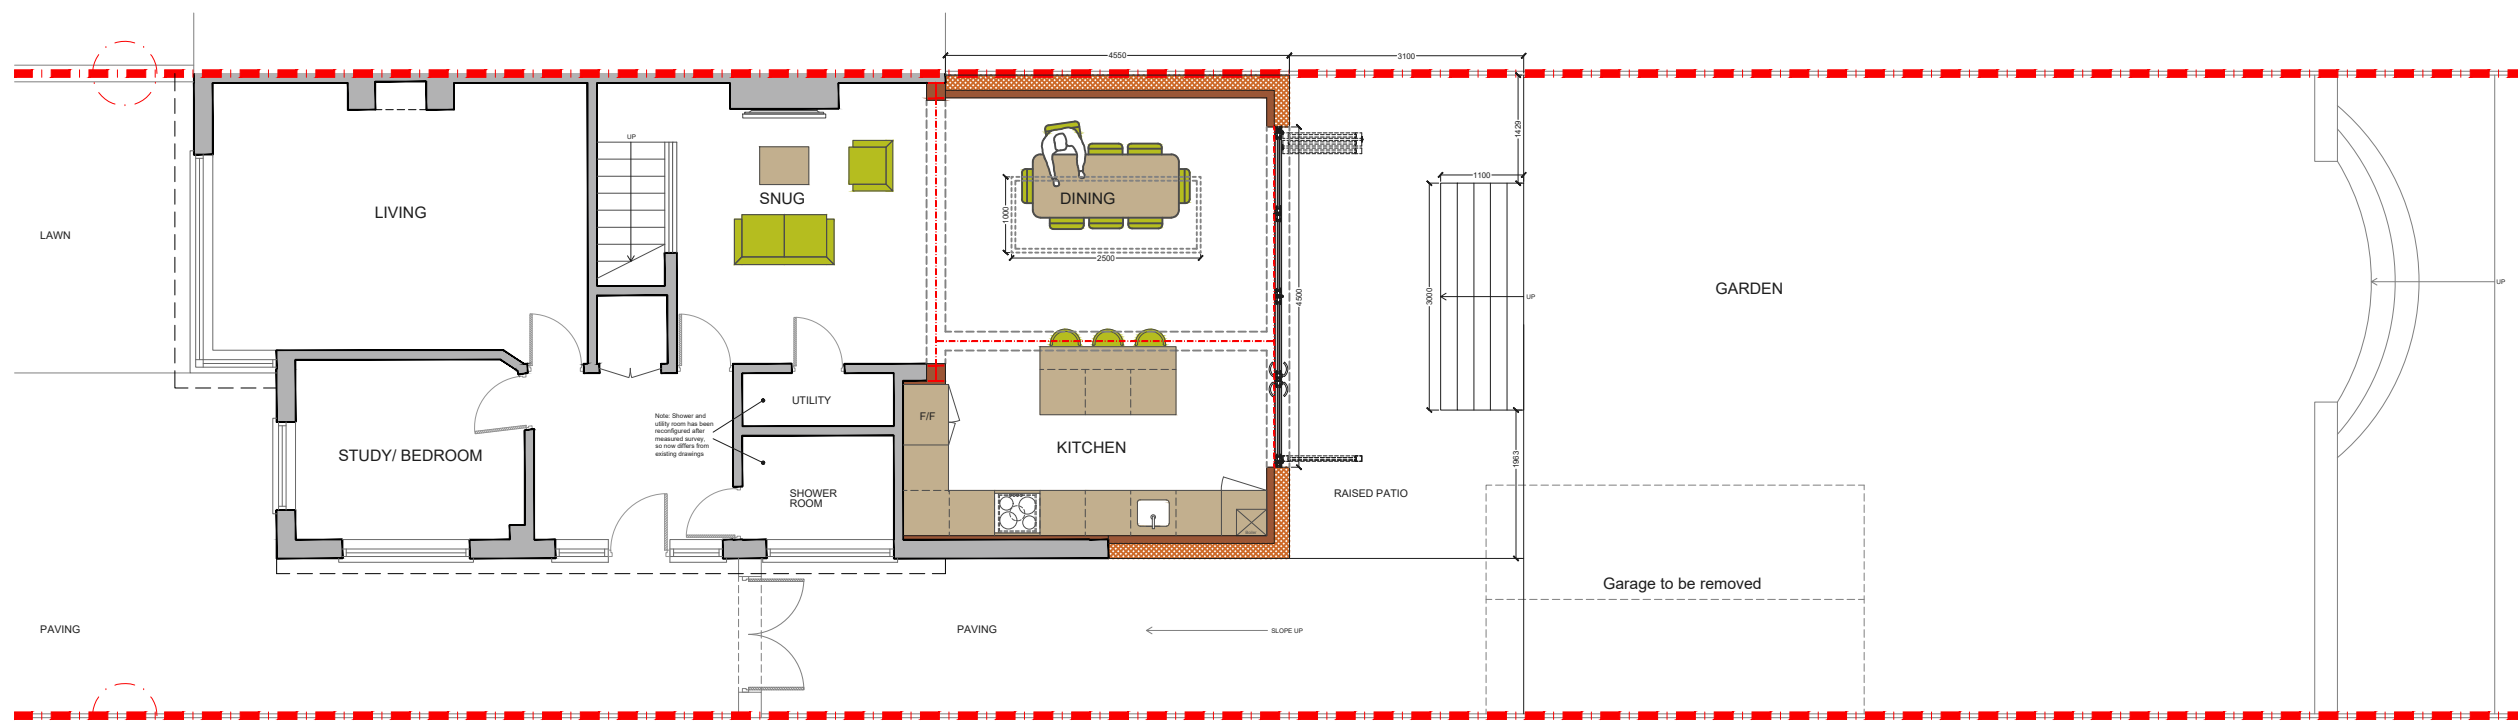 4550
3100
UP
1429
SNUG
DINING
LIVING
1100
1000
LAWN
2500
4500
3000
UP
GARDEN
UP
UTILITY
F/F
Note: Shower and
utility room has been
reconfigured after
measured survey,
so now differs from
existing drawings
KITCHEN
STUDY/ BEDROOM
1963
SHOWER
ROOM
RAISED PATIO
Garage to be removed
PAVING
PAVING
SLOPE UP